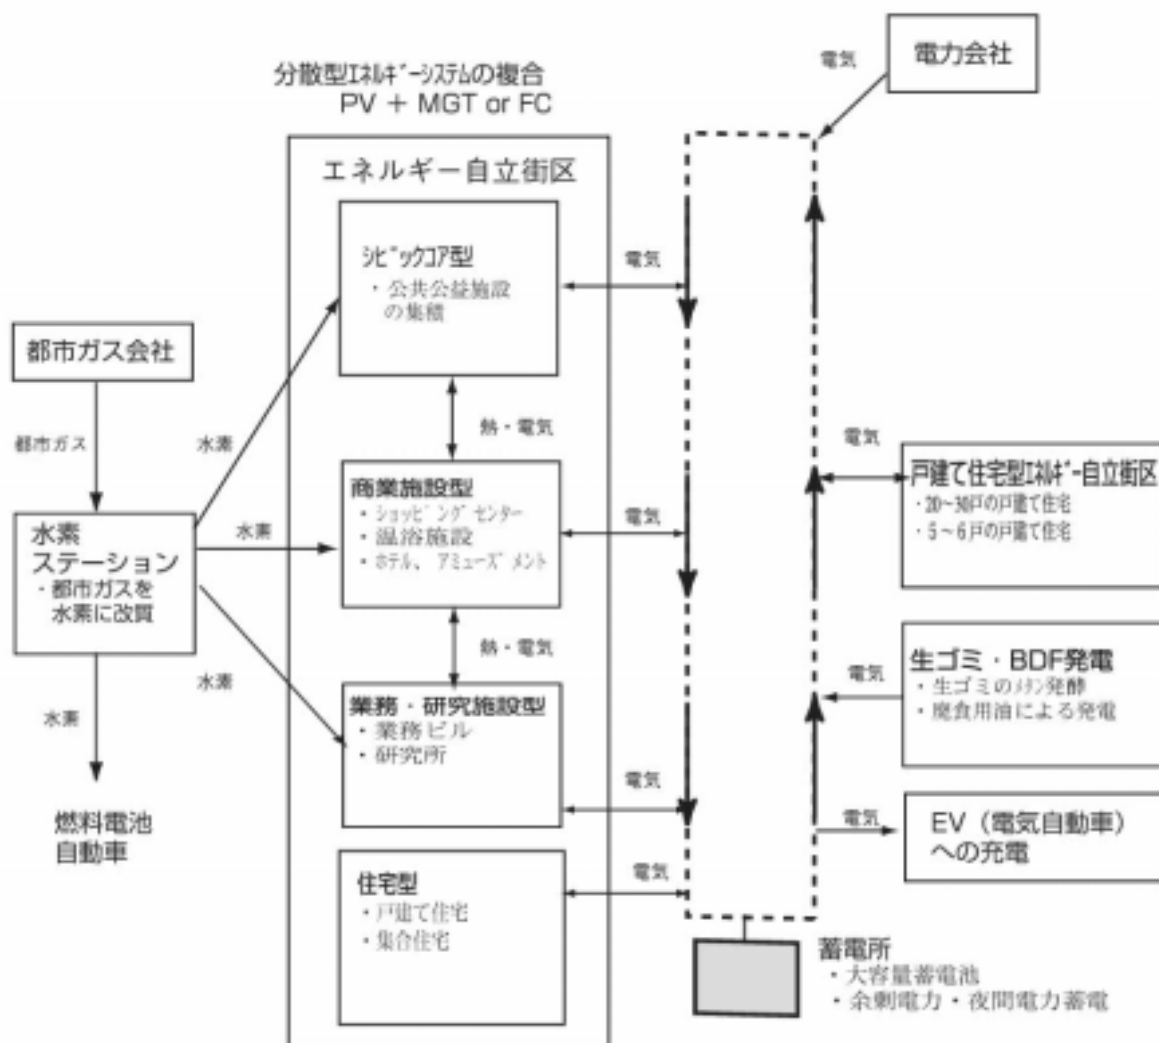 分散型ｴﾈﾙｷﾞｰｼｽﾃﾑの複合
PV + MGT or FC
エネルギー自立街区
ｼﾋﾞｯｸｺｱ型
・公共公益施設
の集積
熱・電気
商業施設型
・ショッピングセンター
・温浴施設
・ホテル、アミューズメント
熱・電気
業務・研究施設型
・業務ビル
・研究所
住宅型
・戸建て住宅
・集合住宅
都市ガス会社
都市ガス
水素
ステーション
・都市ガスを
水素に改質
水素
水素
水素
水素
燃料電池
自動車
電気
電気
電気
電気
電力会社
電気
電気
戸建て住宅型ｴﾈﾙｷﾞｰ自立街区
・20～30戸の戸建て住宅
・5～6戸の戸建て住宅
電気
生ゴミ・BDF発電
・生ゴミのﾒﾀﾝ発酵
・廃食用油による発電
電気
EV（電気自動車）
への充電
蓄電所
・大容量蓄電池
・余剰電力・夜間電力蓄電